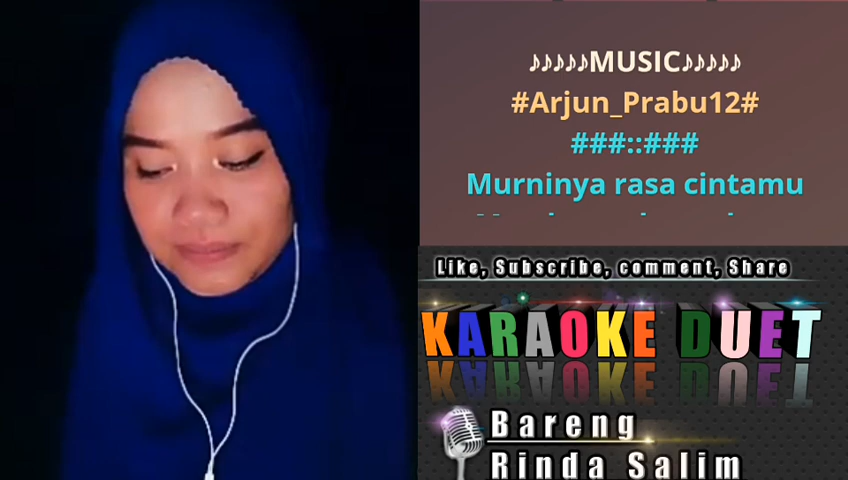 ♪♪♪♪♪MUSIC♪♪♪♪♪
#Arjun_Prabu12#
###::###
Murninya rasa cintamu
Like, Subscribe, comment, Share
KARAOKE DUET
Bareng
Rinda Salim